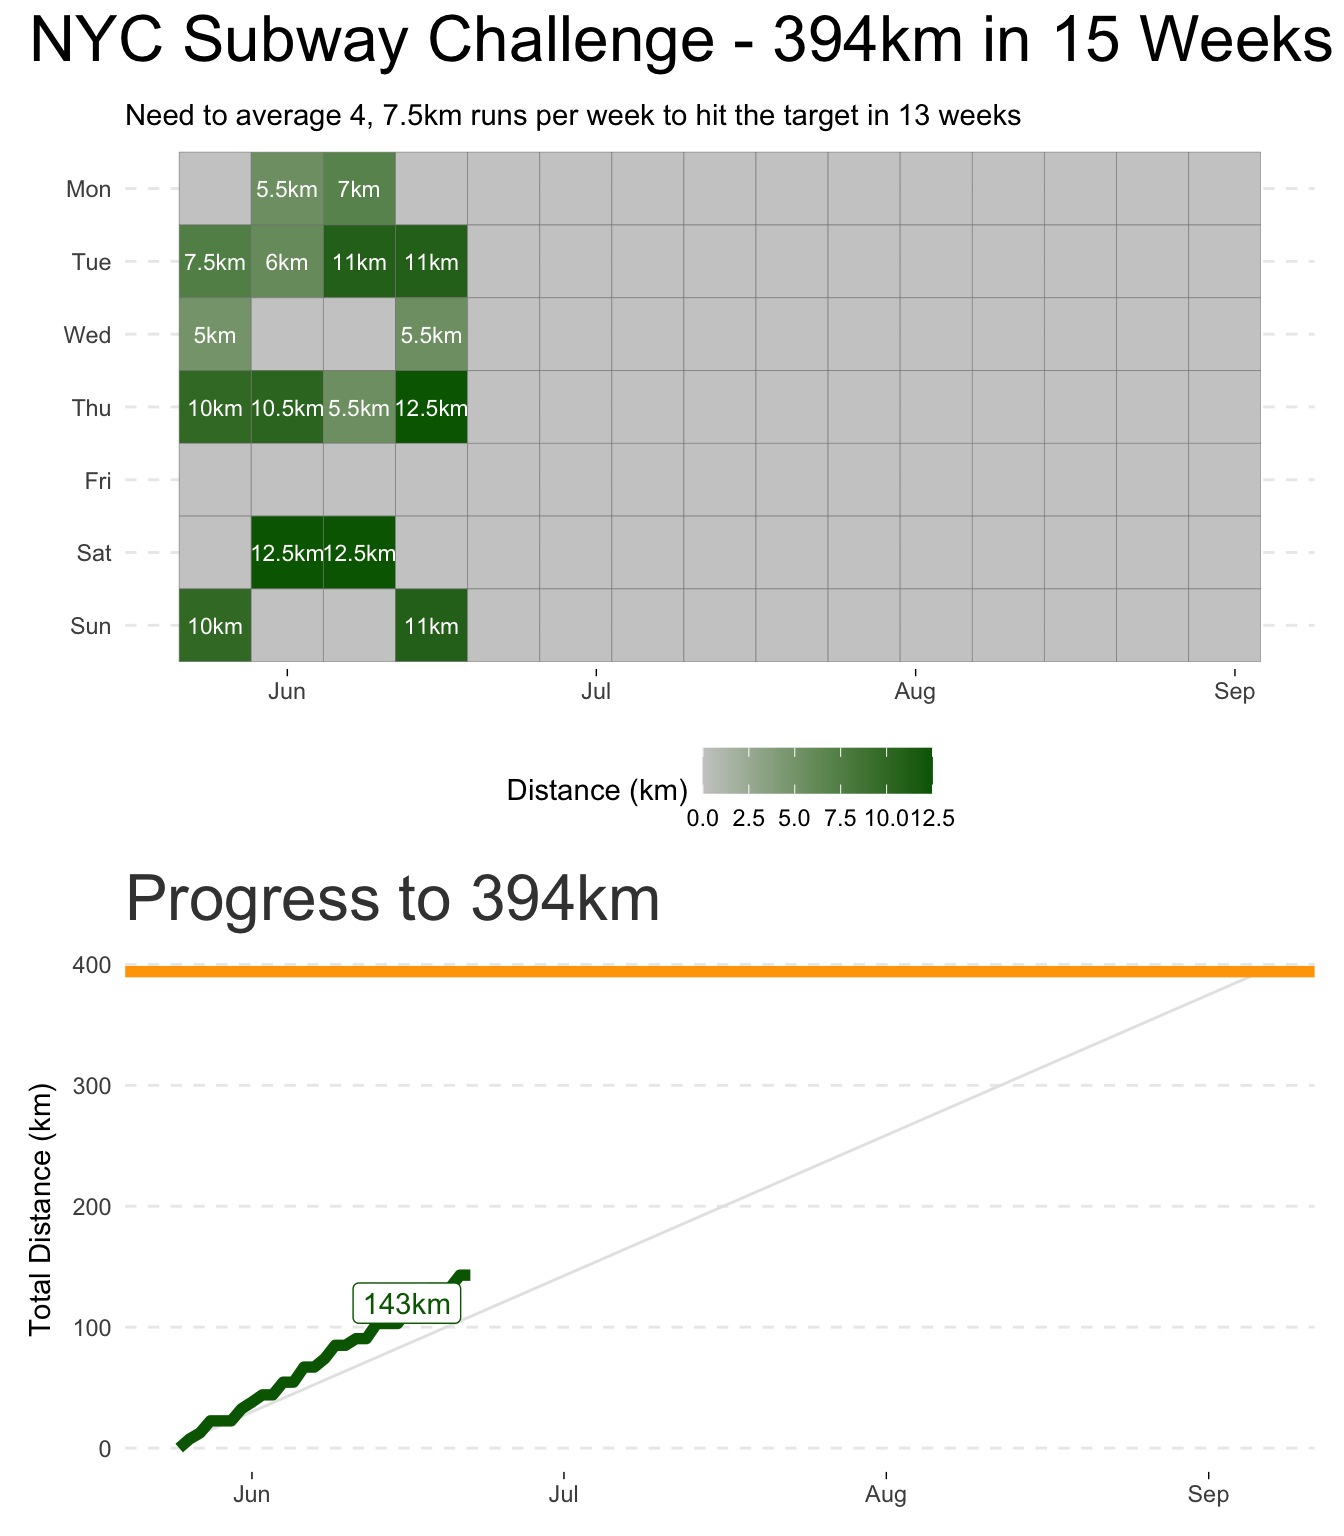 NYC Subway Challenge - 394km in 15 Weeks
Need to average 4, 7.5km runs per week to hit the target in 13 weeks
Mon 5.5km 7km
Tue 7.5km 6km 11km 11km
Wed 5km 5.5km
Thu 10km 10.5km 5.5km 12.5km
Fri
Sat 12.5km 12.5km
Sun 10km 11km
Jun Jul Aug Sep
Distance (km)
0.0 2.5 5.0 7.5 10.0 12.5
Progress to 394km
Total Distance (km)
400
300
200
143km
100
0
Jun Jul Aug Sep